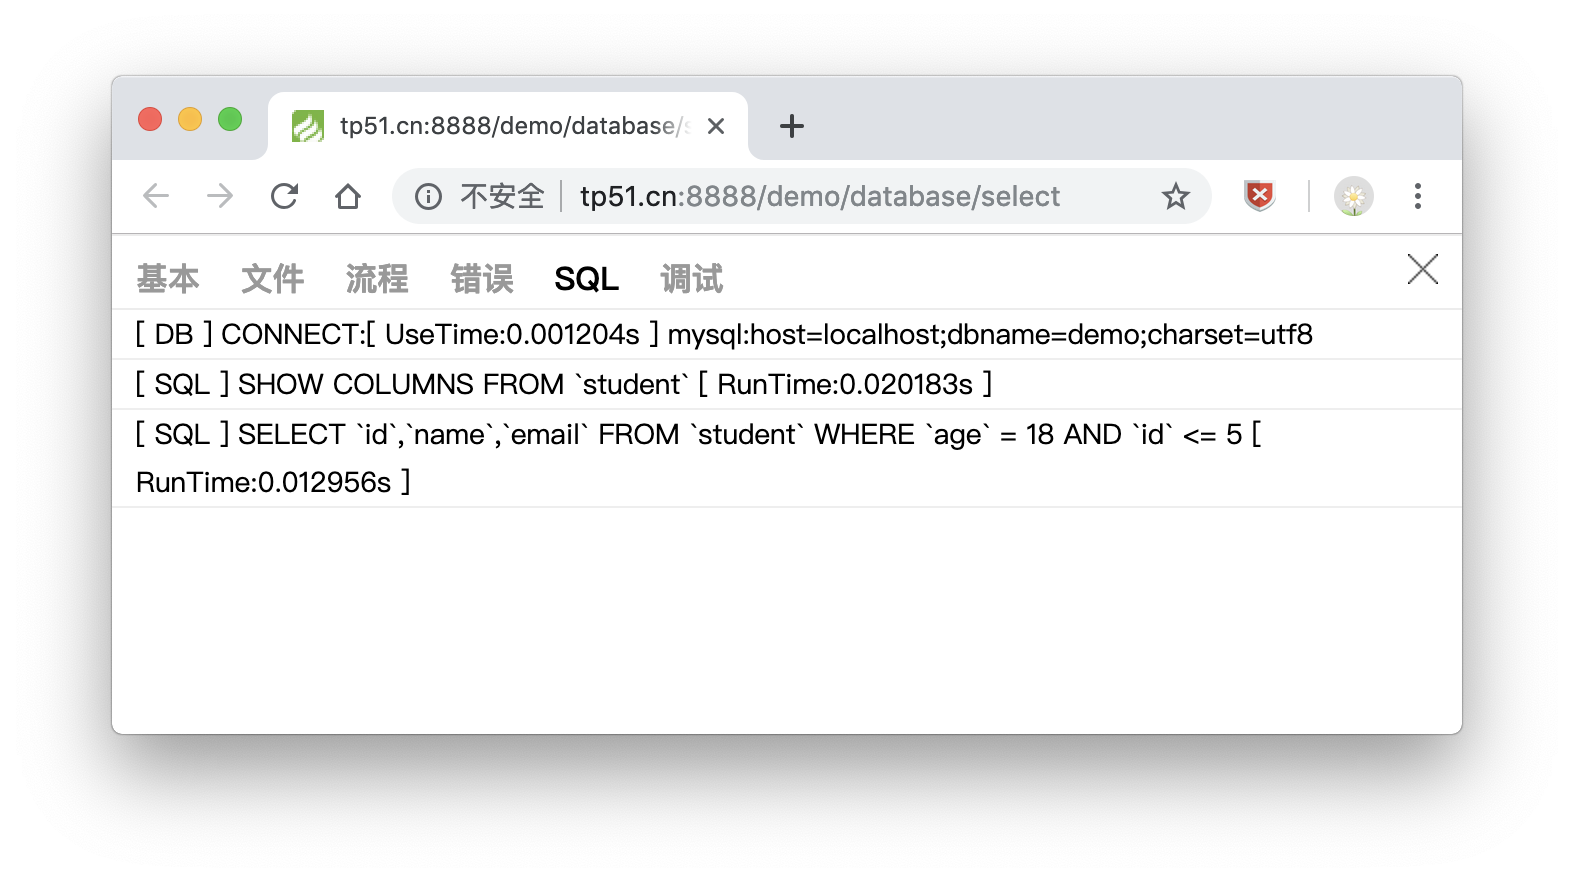 tp51.cn:8888/demo/database/s
不安全 tp51.cn:8888/demo/database/select
基本 文件 流程 错误 SQL 调试
[ DB ] CONNECT:[ UseTime:0.001204s ] mysql:host=localhost;dbname=demo;charset=utf8
[ SQL ] SHOW COLUMNS FROM `student` [ RunTime:0.020183s ]
[ SQL ] SELECT `id`,`name`,`email` FROM `student` WHERE `age` = 18 AND `id` <= 5 [
RunTime:0.012956s ]